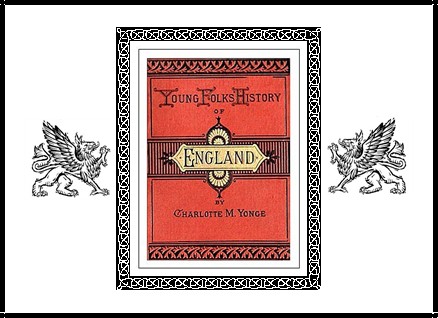 YOUNG FOLKS HISTORY
OF
ENGLAND
BY
CHARLOTTE M. YONGE